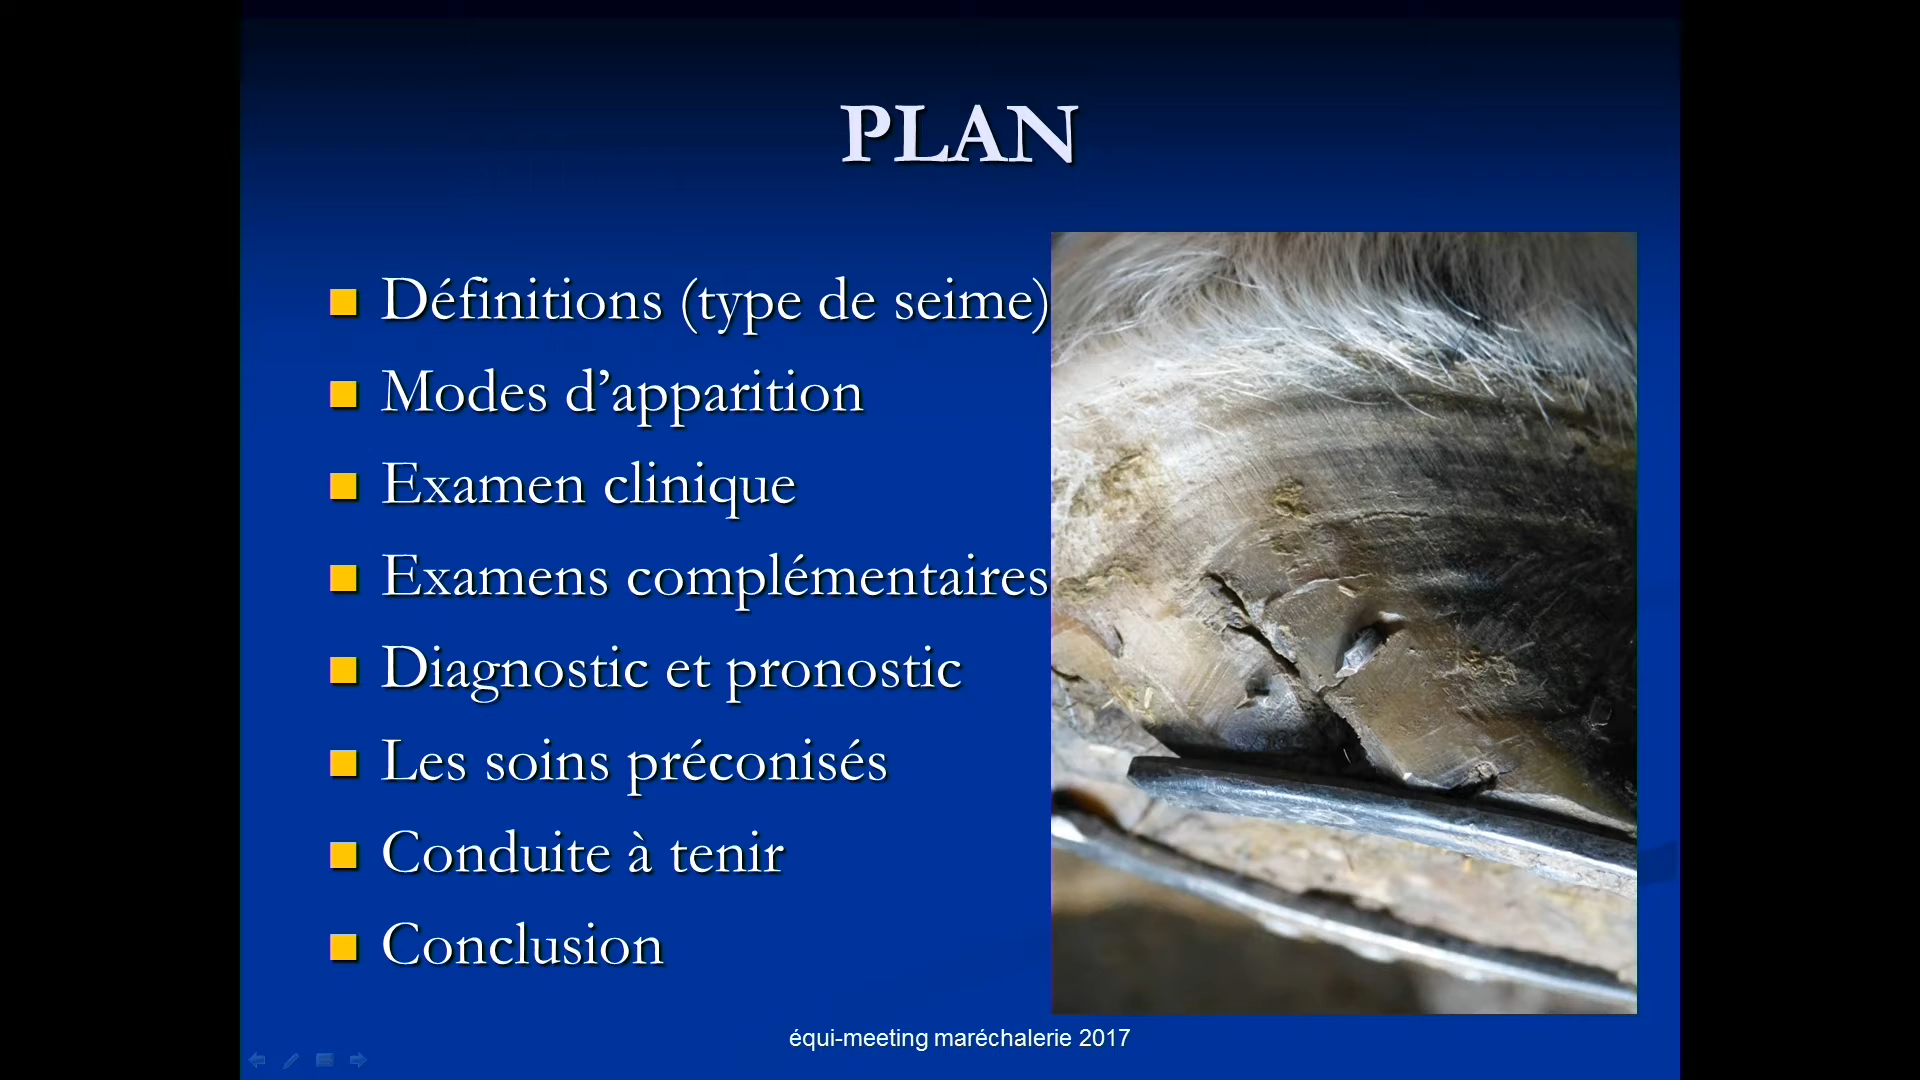 PLAN
Définitions (type de seime)
Modes d’apparition
Examen clinique
Examens complémentaires
Diagnostic et pronostic
Les soins préconisés
Conduite à tenir
Conclusion
équi-meeting maréchalerie 2017